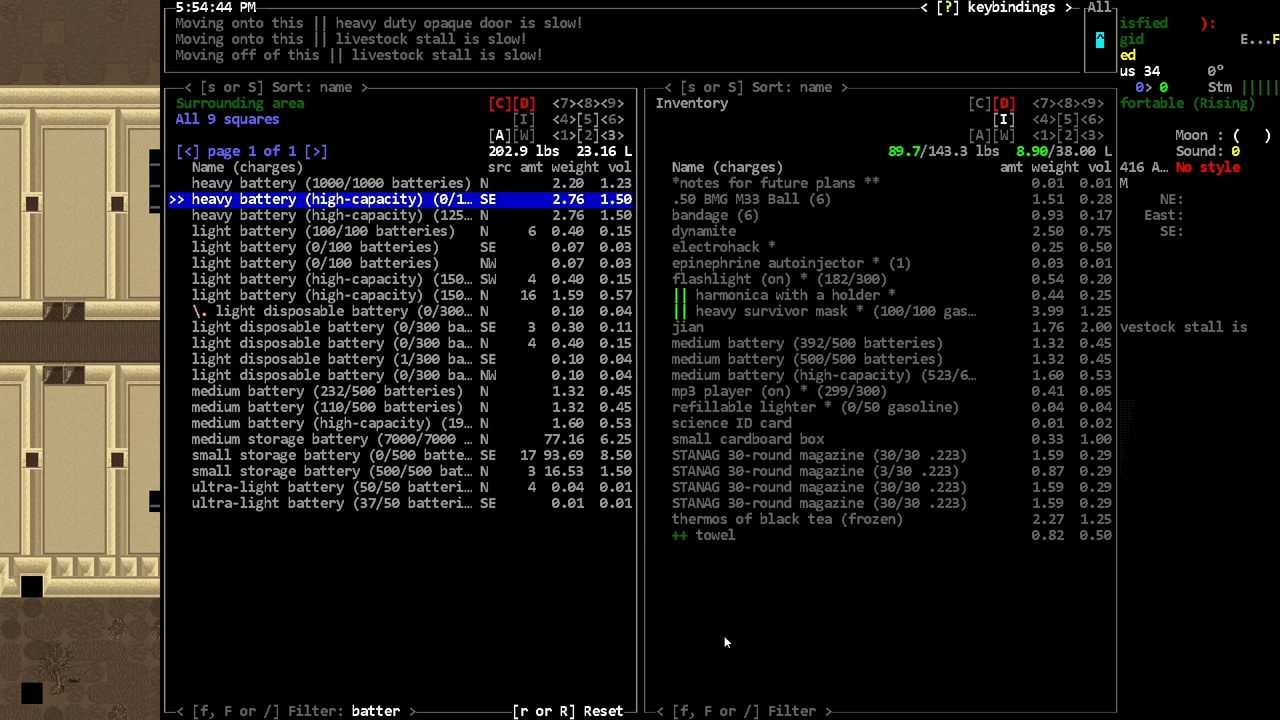 5:54:44 PM < [?] keybindings > All
Moving onto this || heavy duty opaque door is slow! isfied ):
Moving onto this || livestock stall is slow! ^ gid E...F
Moving off of this || livestock stall is slow! ed
us 34 0°
< [s or S] Sort: name > < [s or S] Sort: name > 0> 0 Stm |||||
Surrounding area [C][D] <7><8><9> Inventory [C][D] <7><8><9> fortable (Rising)
All 9 squares [I] <4>[5][6] [I] <4>[5][6]
[A][W] <1>[2][3] [A][W] <1>[2][3] Moon : ( )
[<] page 1 of 1 [>] 202.9 lbs 23.16 L 89.7/143.3 lbs 8.90/38.00 L Sound: 0
Name (charges) src amt weight vol Name (charges) amt weight vol 416 A… No style
heavy battery (1000/1000 batteries) N 2.20 1.23 *notes for future plans ** 0.01 0.01 M
>> heavy battery (high-capacity) (0/1… SE 2.76 1.50 .50 BMG M33 Ball (6) 1.51 0.28 NE:
heavy battery (high-capacity) (125… N 2.76 1.50 bandage (6) 0.93 0.17 East:
light battery (100/100 batteries) N 6 0.40 0.15 dynamite 2.50 0.75 SE:
light battery (0/100 batteries) SE 0.07 0.03 electrohack * 0.25 0.50
light battery (0/100 batteries) NW 0.07 0.03 epinephrine autoinjector * (1) 0.03 0.01
light battery (high-capacity) (150… SW 4 0.40 0.15 flashlight (on) * (182/300) 0.54 0.20
light battery (high-capacity) (150… N 16 1.59 0.57 || harmonica with a holder * 0.44 0.25
\. light disposable battery (0/300… N 0.10 0.04 || heavy survivor mask * (100/100 gas… 3.99 1.25
light disposable battery (0/300 ba… SE 3 0.30 0.11 jian 1.76 2.00 vestock stall is
light disposable battery (0/300 ba… N 4 0.40 0.15 medium battery (392/500 batteries) 1.32 0.45
light disposable battery (1/300 ba… SE 0.10 0.04 medium battery (500/500 batteries) 1.32 0.45
light disposable battery (0/300 ba… NW 0.10 0.04 medium battery (high-capacity) (523/6… 1.60 0.53
medium battery (232/500 batteries) N 1.32 0.45 mp3 player (on) * (299/300) 0.41 0.05
medium battery (110/500 batteries) N 1.32 0.45 refillable lighter * (0/50 gasoline) 0.04 0.04
medium battery (high-capacity) (19… N 1.60 0.53 science ID card 0.01 0.02
medium storage battery (7000/7000 … N 77.16 6.25 small cardboard box 0.33 1.00
small storage battery (0/500 batte… SE 17 93.69 8.50 STANAG 30-round magazine (30/30 .223) 1.59 0.29
small storage battery (500/500 bat… N 3 16.53 1.50 STANAG 30-round magazine (3/30 .223) 0.87 0.29
ultra-light battery (50/50 batteri… N 4 0.04 0.01 STANAG 30-round magazine (30/30 .223) 1.59 0.29
ultra-light battery (37/50 batteri… SE 0.01 0.01 STANAG 30-round magazine (30/30 .223) 1.59 0.29
thermos of black tea (frozen) 2.27 1.25
++ towel 0.82 0.50
< [f, F or /] Filter: batter > [r or R] Reset < [f, F or /] Filter >